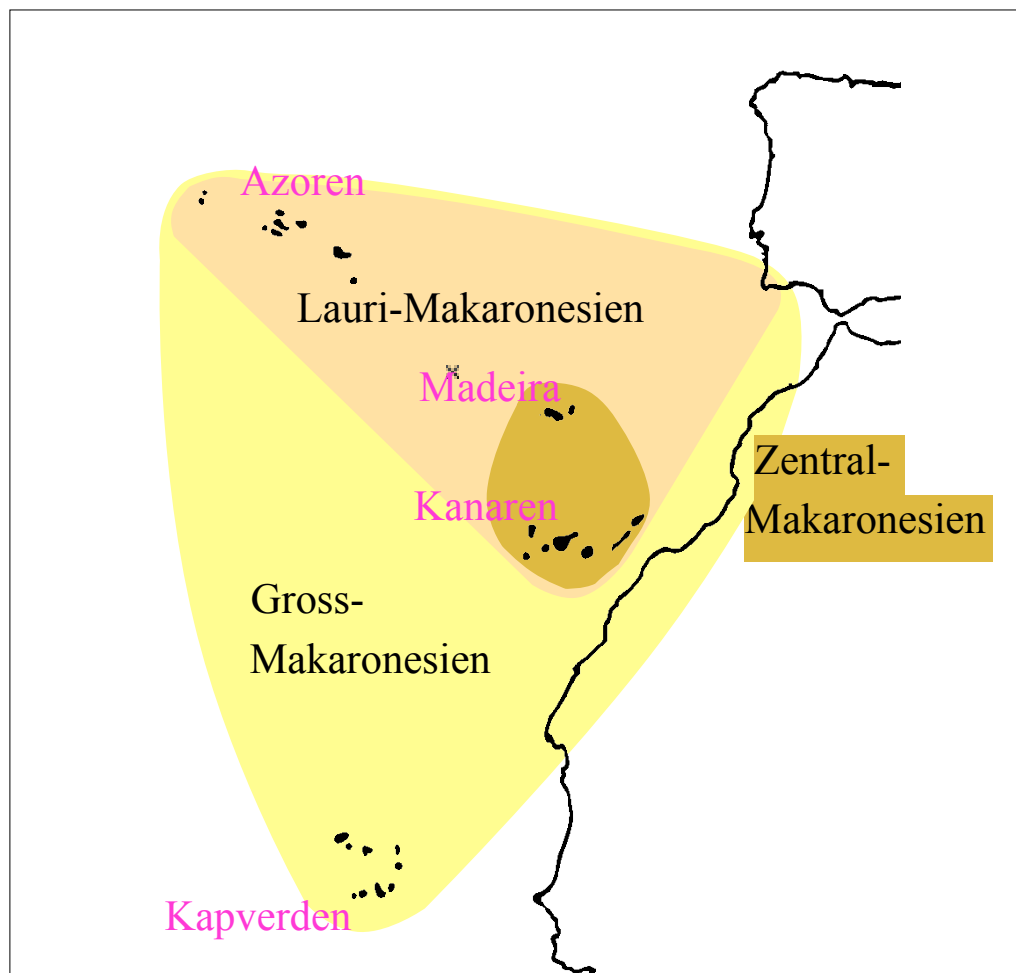 Azoren
Lauri-Makaronesien
Madeira
Zentral-
Makaronesien
Kanaren
Gross-
Makaronesien
Kapverden